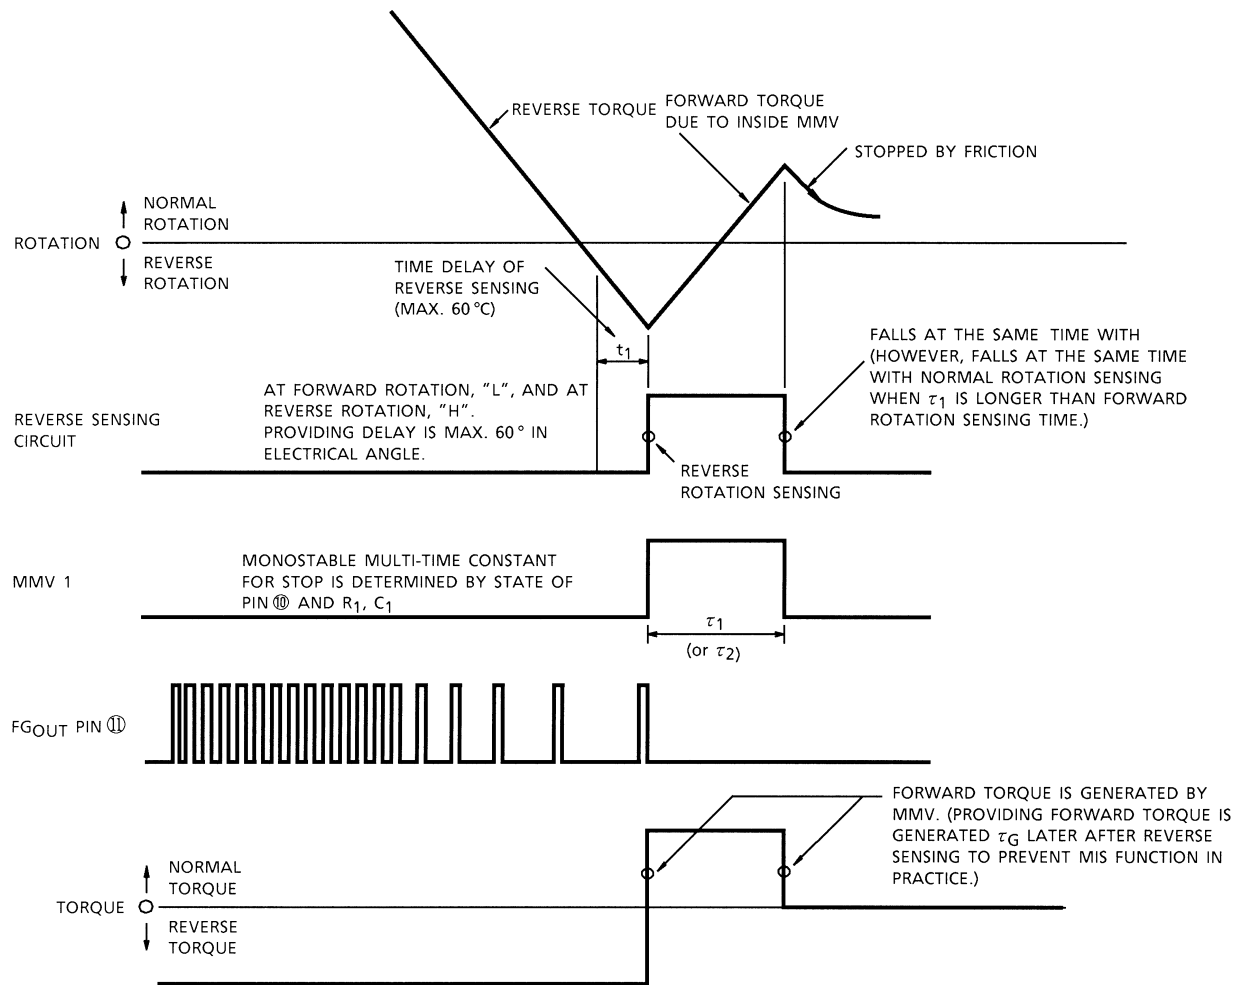 REVERSE TORQUE
FORWARD TORQUE
DUE TO INSIDE MMV
STOPPED BY FRICTION
NORMAL
ROTATION
ROTATION
REVERSE
ROTATION
TIME DELAY OF
REVERSE SENSING
(MAX. 60 °C)
t1
FALLS AT THE SAME TIME WITH
(HOWEVER, FALLS AT THE SAME TIME
WITH NORMAL ROTATION SENSING
WHEN τ1 IS LONGER THAN FORWARD
ROTATION SENSING TIME.)
AT FORWARD ROTATION, "L", AND AT
REVERSE ROTATION, "H".
PROVIDING DELAY IS MAX. 60° IN
ELECTRICAL ANGLE.
REVERSE SENSING
CIRCUIT
REVERSE
ROTATION SENSING
MONOSTABLE MULTI-TIME CONSTANT
FOR STOP IS DETERMINED BY STATE OF
PIN ⑩ AND R1, C1
MMV 1
τ1
(or τ2)
FGOUT PIN ⑪
FORWARD TORQUE IS GENERATED BY
MMV. (PROVIDING FORWARD TORQUE IS
GENERATED τG LATER AFTER REVERSE
SENSING TO PREVENT MIS FUNCTION IN
PRACTICE.)
NORMAL
TORQUE
TORQUE
REVERSE
TORQUE